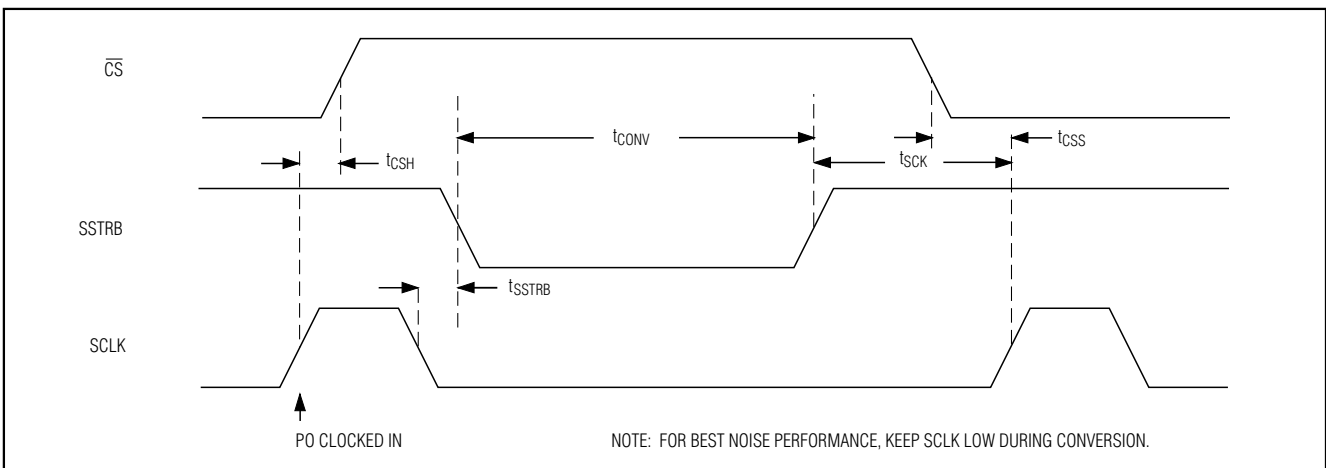 CS
tCONV
tCSS
tCSH
tSCK
SSTRB
tSSTRB
SCLK
PO CLOCKED IN
NOTE: FOR BEST NOISE PERFORMANCE, KEEP SCLK LOW DURING CONVERSION.